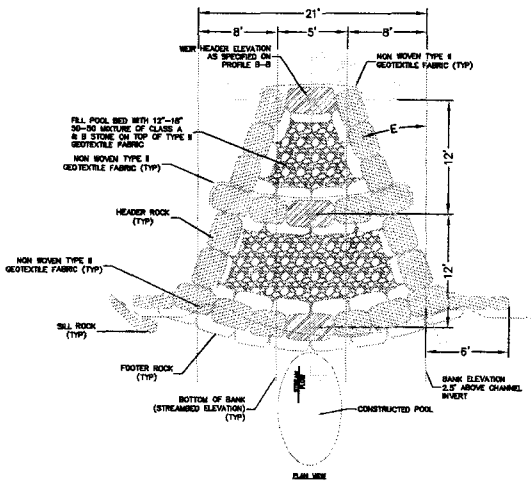 21'
8'
5'
8'
WEIR HEADER ELEVATION
AS SPECIFIED ON
PROFILE B-B
NON WOVEN TYPE II
GEOTEXTILE FABRIC (TYP)
FILL POOL BED WITH 12"-18"
50-50 MIXTURE OF CLASS A
& B STONE ON TOP OF TYPE II
GEOTEXTILE FABRIC
E
12'
NON WOVEN TYPE II
GEOTEXTILE FABRIC (TYP)
HEADER ROCK
(TYP)
12'
NON WOVEN TYPE II
GEOTEXTILE FABRIC (TYP)
SILL ROCK
(TYP)
6'
FOOTER ROCK
(TYP)
BANK ELEVATION
2.5' ABOVE CHANNEL
INVERT
BOTTOM OF BANK
(STREAMBED ELEVATION)
(TYP)
STREAM
FLOW
CONSTRUCTED POOL
PLAN VIEW